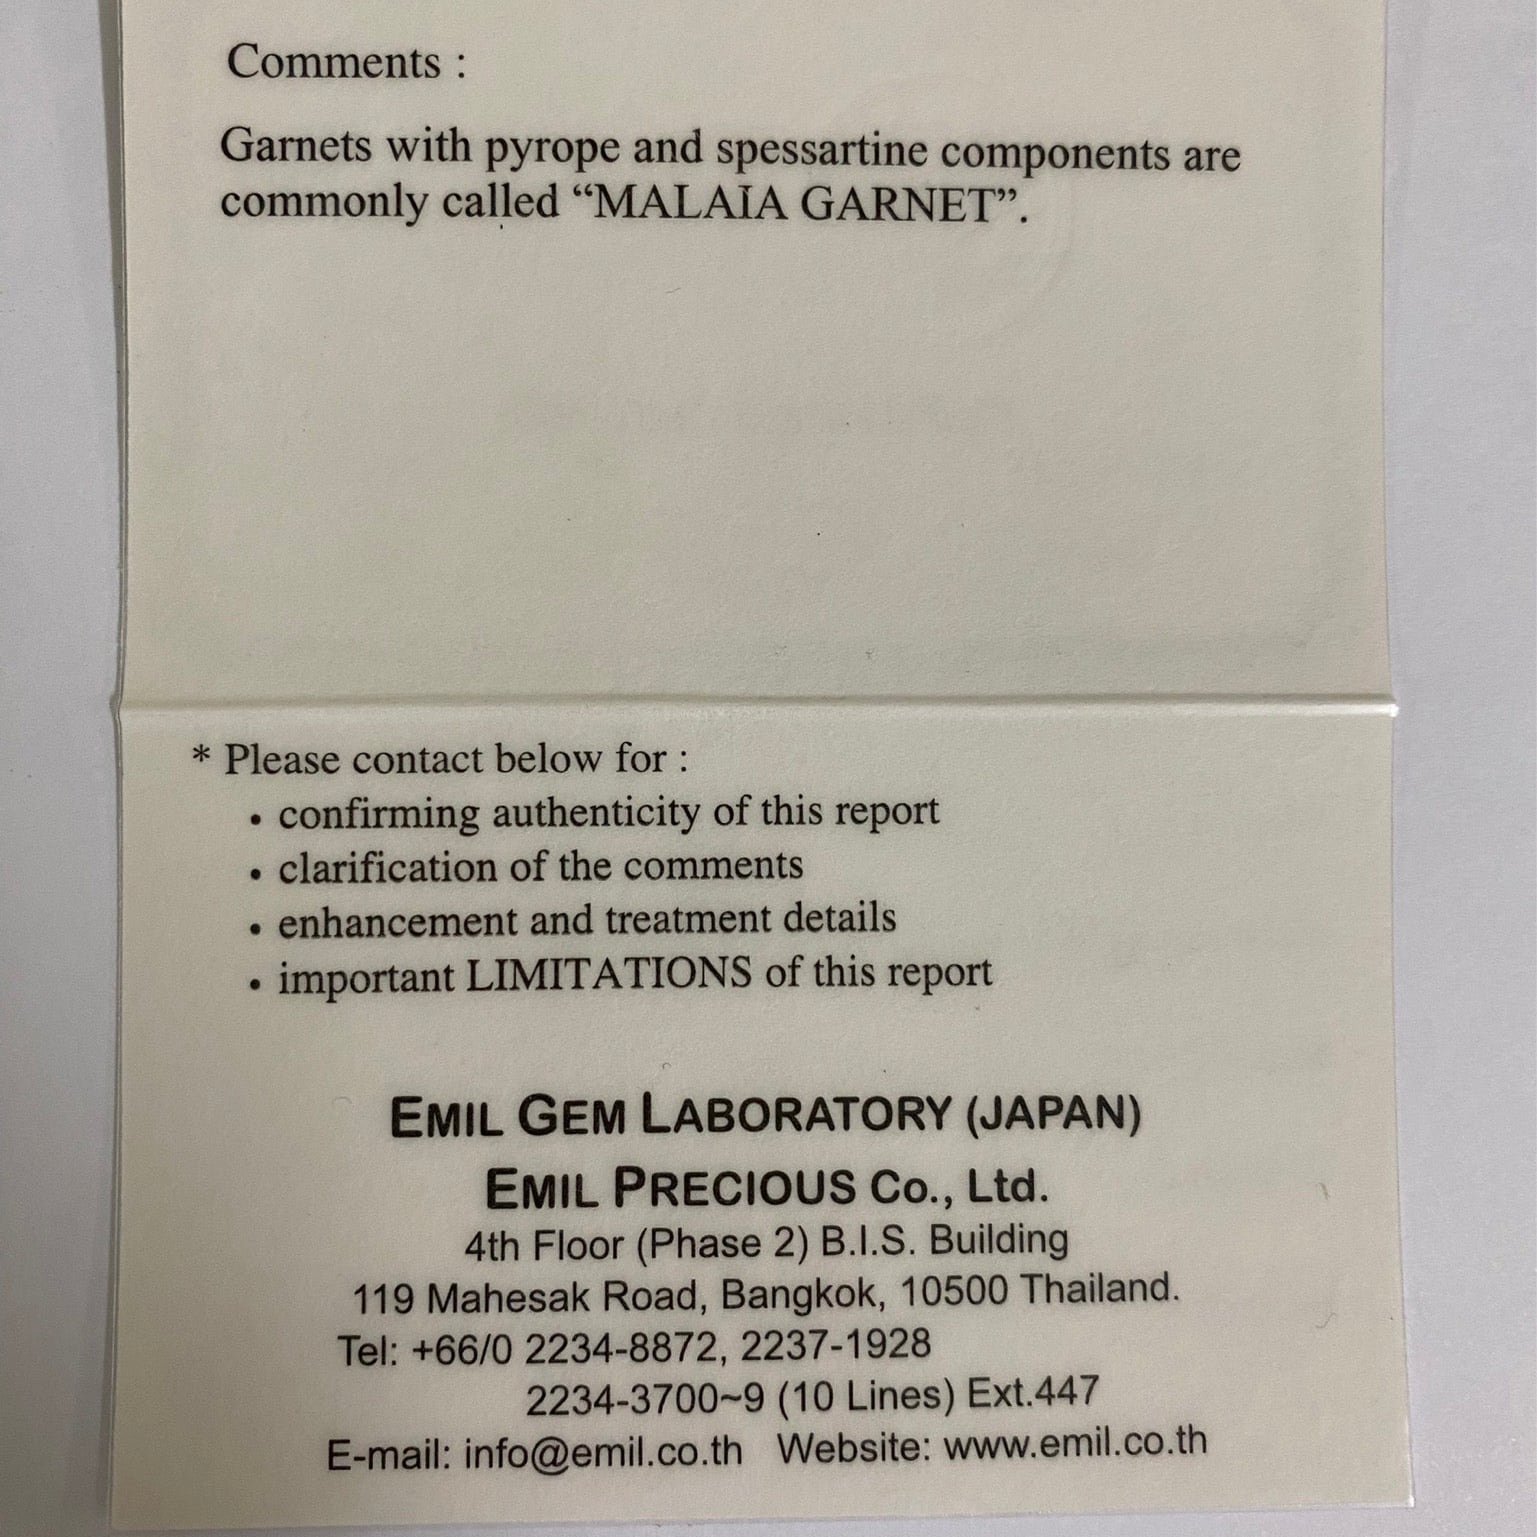 Comments :
Garnets with pyrope and spessartine components are
commonly called “MALAIA GARNET”.
* Please contact below for :
• confirming authenticity of this report
• clarification of the comments
• enhancement and treatment details
• important LIMITATIONS of this report
EMIL GEM LABORATORY (JAPAN)
EMIL PRECIOUS Co., Ltd.
4th Floor (Phase 2) B.I.S. Building
119 Mahesak Road, Bangkok, 10500 Thailand.
Tel: +66/0 2234-8872, 2237-1928
2234-3700~9 (10 Lines) Ext.447
E-mail: info@emil.co.th Website: www.emil.co.th